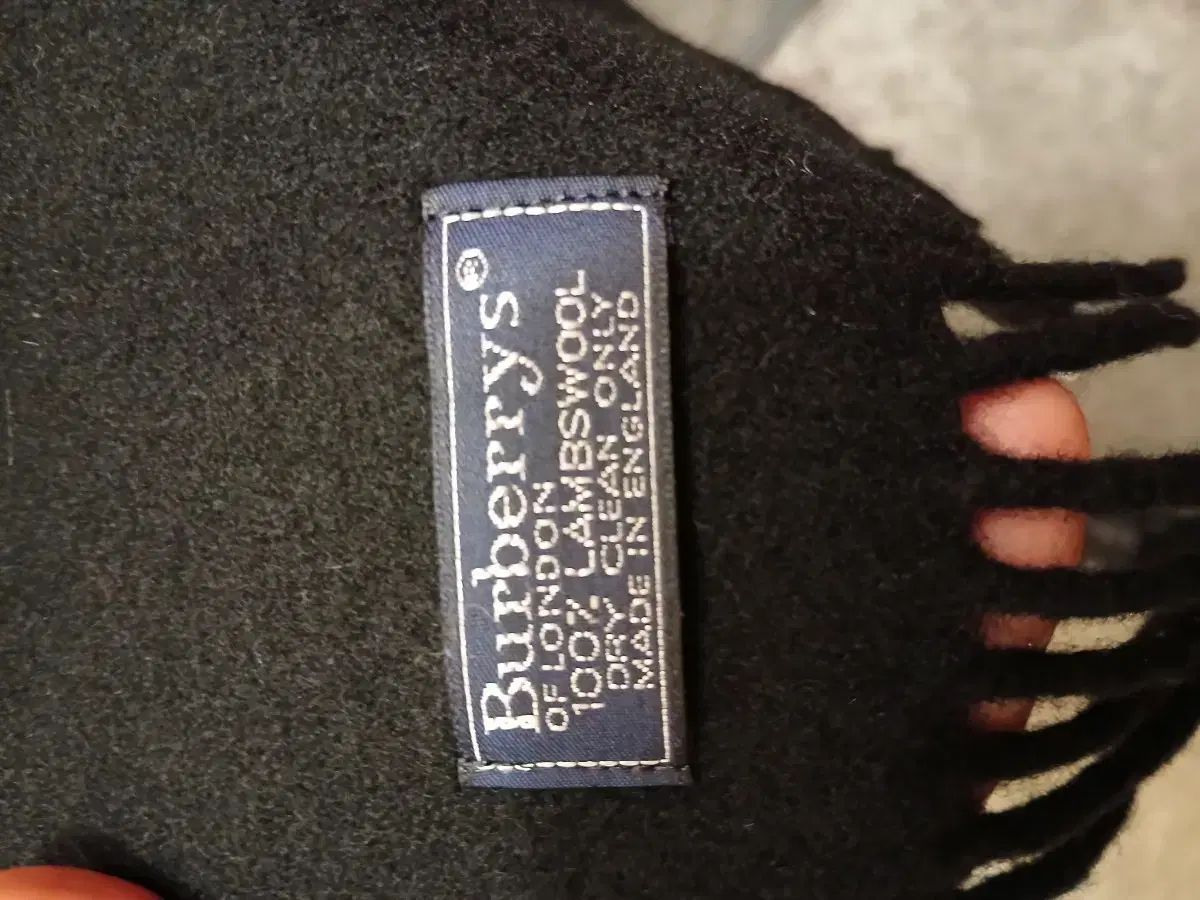 Burberrys®
OF LONDON
100% LAMBSWOOL
DRY CLEAN ONLY
MADE IN ENGLAND